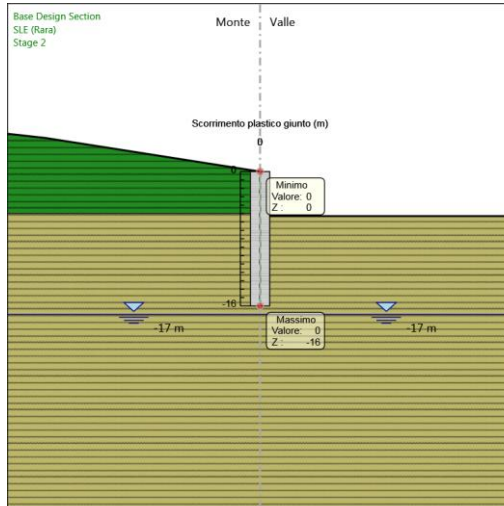 Base Design Section
SLE (Rara)
Stage 2
Monte
Valle
Scorrimento plastico giunto (m)
0
0
Minimo
Valore: 0
Z : 0
-16
Massimo
Valore: 0
Z : -16
-17 m
-17 m